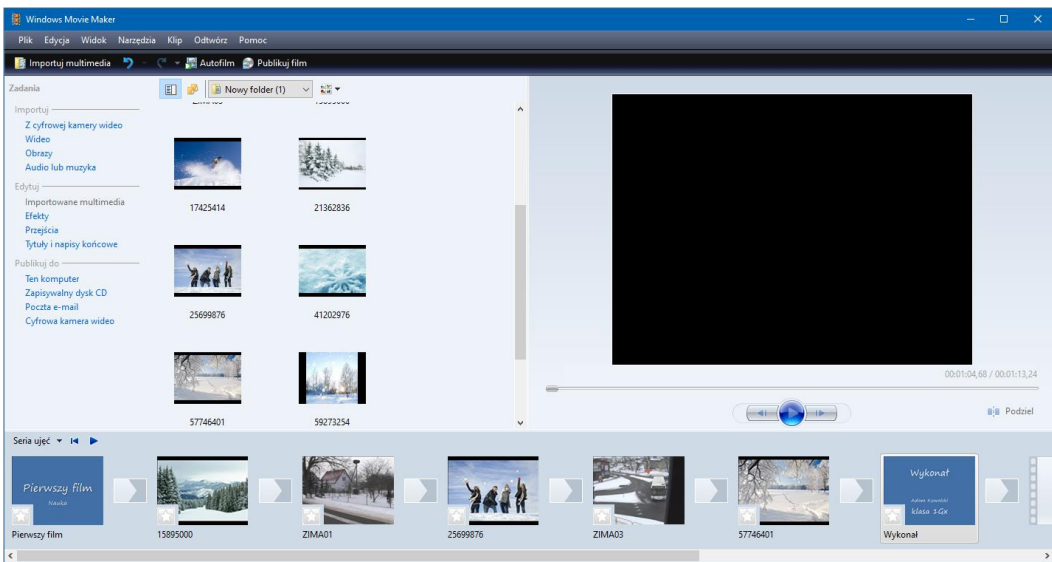 Windows Movie Maker
Plik Edycja Widok Narzędzia Klip Odtwórz Pomoc
Importuj multimedia Autofilm Publikuj film
Zadania
Nowy folder (1)
Importuj
Z cyfrowej kamery wideo
Wideo
Obrazy
Audio lub muzyka
Edytuj
Importowane multimedia
Efekty
Przejścia
Tytuły i napisy końcowe
Publikuj do
Ten komputer
Zapisywalny dysk CD
Poczta e-mail
Cyfrowa kamera wideo
17425414 21362836
25699876 41202976
57746401 59273254
00:01:04,68 / 00:01:13,24
Podziel
Seria ujęć
Pierwszy film
Nauka
Wykonał
Adam Kowalski
klasa 1Gx
Pierwszy film 15895000 ZIMA01 25699876 ZIMA03 57746401 Wykonał